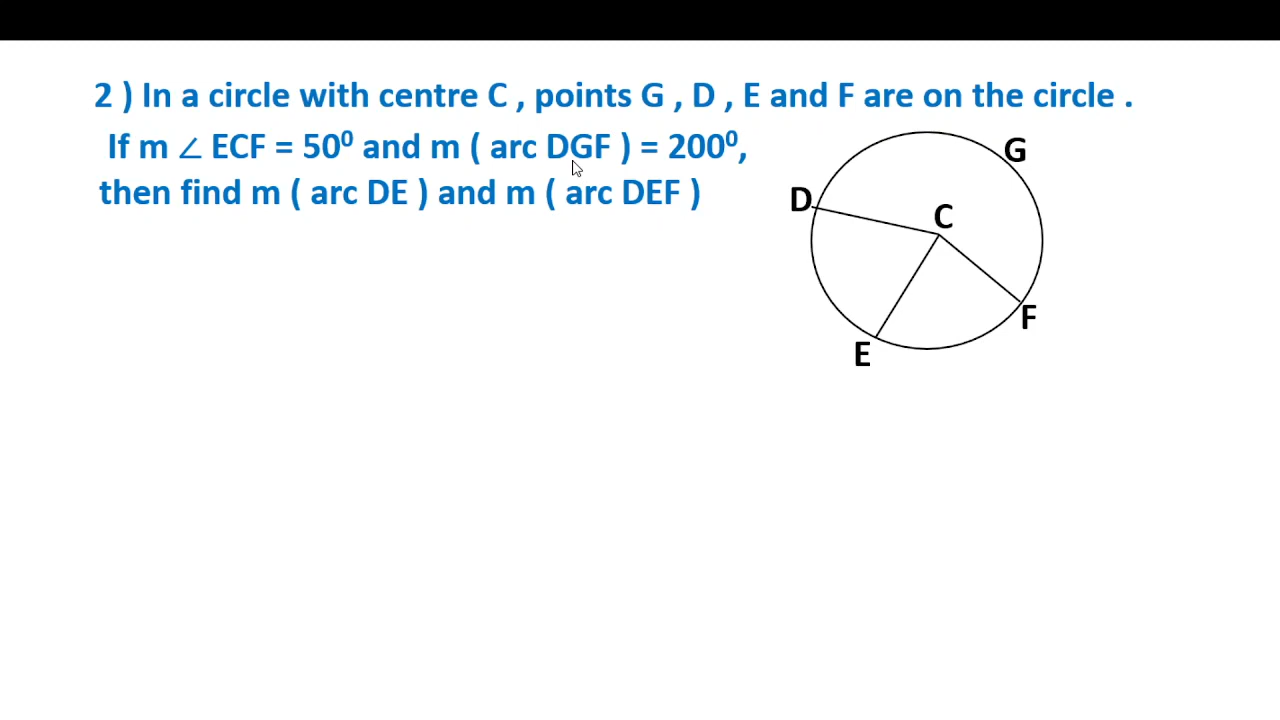 2 ) In a circle with centre C , points G , D , E and F are on the circle .
If m ∠ ECF = 50⁰ and m ( arc DGF ) = 200⁰,
then find m ( arc DE ) and m ( arc DEF )
G
D
C
F
E